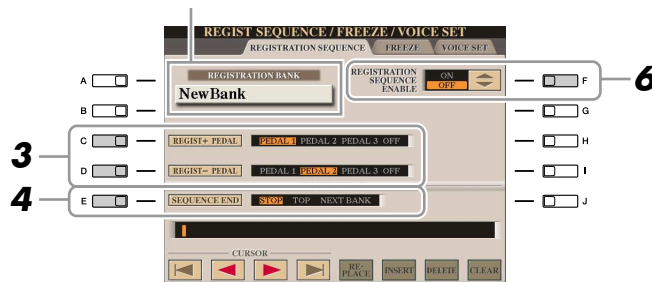 REGIST SEQUENCE / FREEZE / VOICE SET
REGISTRATION SEQUENCE FREEZE VOICE SET
A REGISTRATION BANK REGISTRATION SEQUENCE ENABLE ON OFF F 6
NewBank
B G
C REGIST+ PEDAL PEDAL 1 PEDAL 2 PEDAL 3 OFF H
3
D REGIST− PEDAL PEDAL 1 PEDAL 2 PEDAL 3 OFF I
4 E SEQUENCE END STOP TOP NEXT BANK J
CURSOR
RE-PLACE INSERT DELETE CLEAR